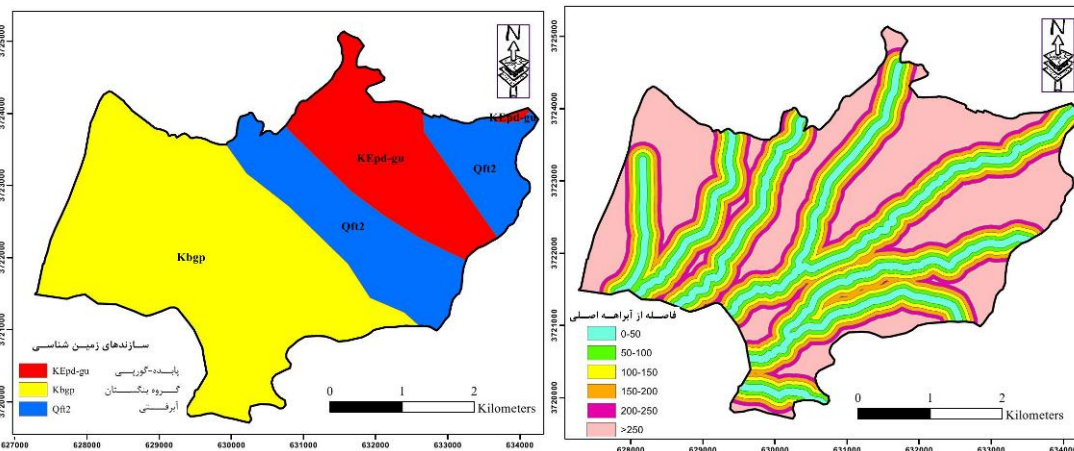 N
3725000
3724000
3723000
3722000
3721000
3720000
KEpd-gu
KEpd-gu
Qft2
Qft2
Kbgp
سازندهای زمین شناسی
KEpd-gu پابده-گورپی
Kbgp گروه بنگستان
Qft2 آبرفتی
0 1 2
Kilometers
627000 628000 629000 630000 631000 632000 633000 634000
N
3725000
3724000
3723000
3722000
3721000
3720000
فاصله از آبراهه اصلی
0-50
50-100
100-150
150-200
200-250
>250
0 1 2
Kilometers
628000 629000 630000 631000 632000 633000 634000